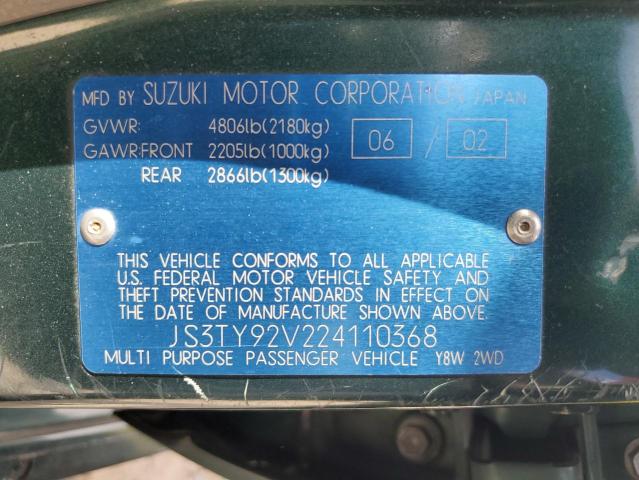 MFD BY SUZUKI MOTOR CORPORATION JAPAN
GVWR: 4806lb(2180kg) 06 / 02
GAWR:FRONT 2205lb(1000kg)
REAR 2866lb(1300kg)
THIS VEHICLE CONFORMS TO ALL APPLICABLE
U.S. FEDERAL MOTOR VEHICLE SAFETY AND
THEFT PREVENTION STANDARDS IN EFFECT ON
THE DATE OF MANUFACTURE SHOWN ABOVE.
JS3TY92V224110368
MULTI PURPOSE PASSENGER VEHICLE Y8W 2WD